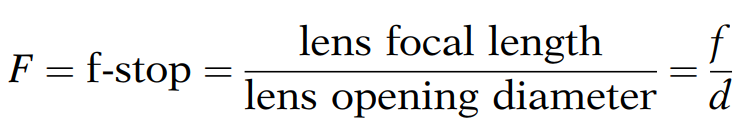 F = f-stop = lens focal length / lens opening diameter = f / d